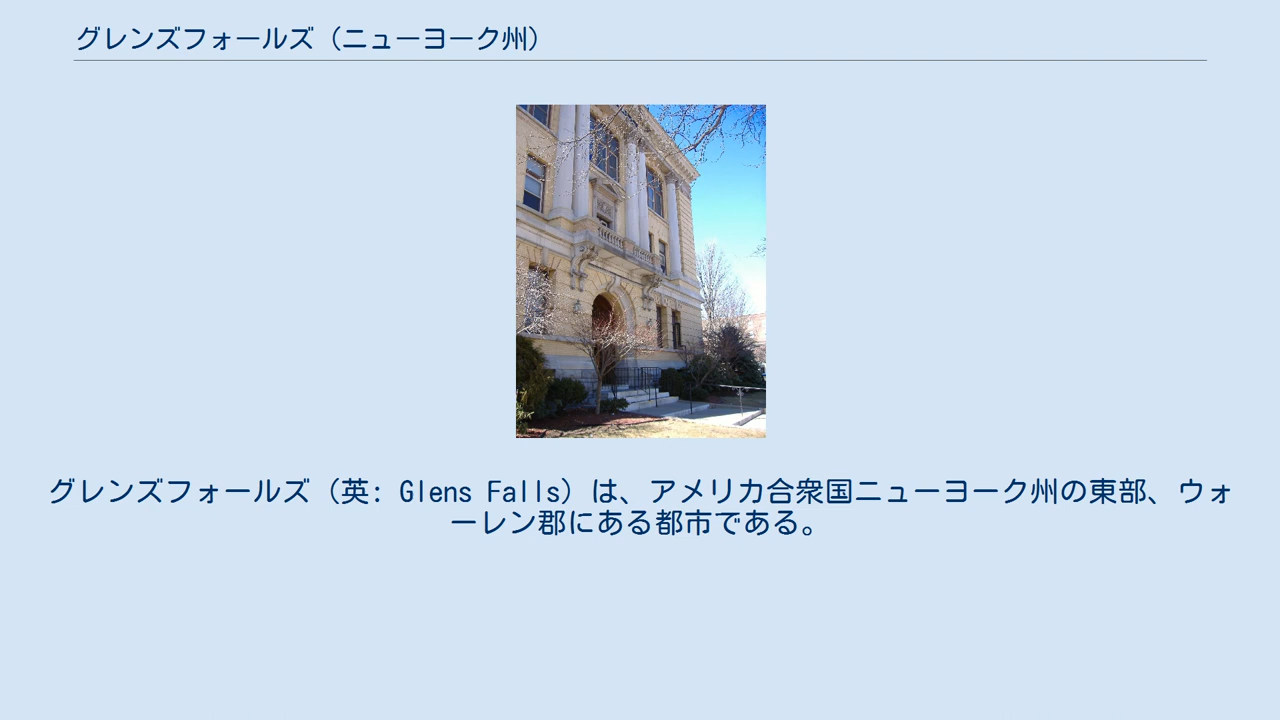 グレンズフォールズ（ニューヨーク州）
グレンズフォールズ（英: Glens Falls）は、アメリカ合衆国ニューヨーク州の東部、ウォ
ーレン郡にある都市である。